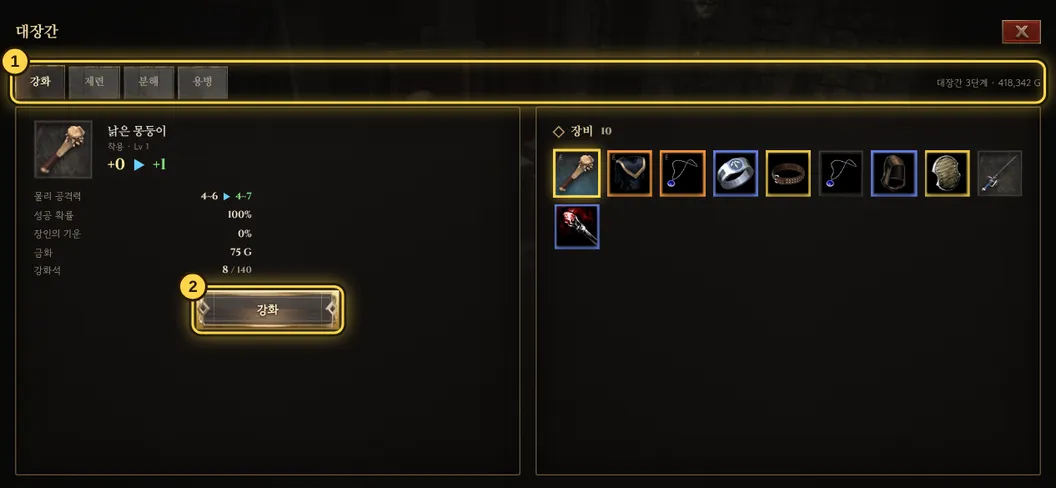 대장간
1
강화 제련 분해 용병
대장간 3단계 · 418,342 G
낡은 몽둥이
착용 · Lv 1
+0 ▶ +1
물리 공격력 4~6 ▶ 4~7
성공 확률 100%
장인의 기운 0%
금화 75 G
강화석 8 / 140
2
강화
장비 10
E E E